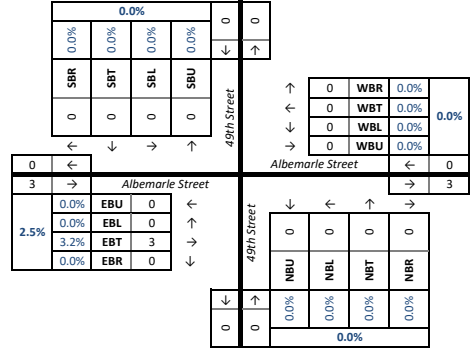 0.0% 0 0
0.0% 0.0% 0.0% 0.0% ↓ ↑
SBR SBT SBL SBU
0 0 0 0
← ↓ → ↑
49th Street
↑ 0 WBR 0.0%
← 0 WBT 0.0%
↓ 0 WBL 0.0%
→ 0 WBU 0.0%
0.0%
0 ← Albemarle Street ← 0
3 → Albemarle Street → 3
2.5%
0.0% EBU 0 ←
0.0% EBL 0 ↑
3.2% EBT 3 →
0.0% EBR 0 ↓
49th Street
↓ ← ↑ →
0 0 0 0
NBU NBL NBT NBR
↓ ↑ 0.0% 0.0% 0.0% 0.0%
0 0 0.0%